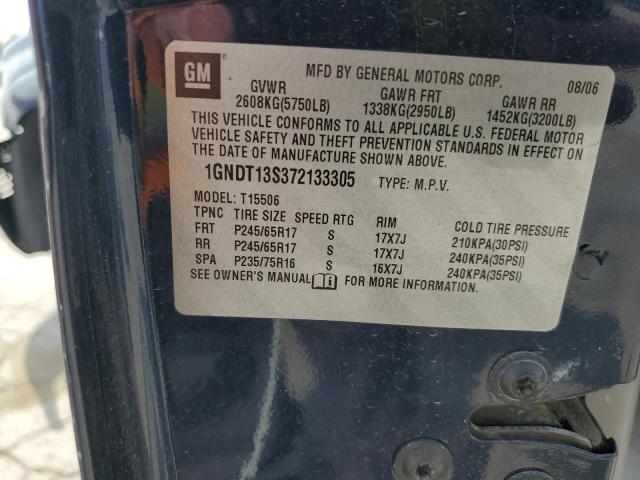 GM
MFD BY GENERAL MOTORS CORP. 08/06
GVWR GAWR FRT GAWR RR
2608KG(5750LB) 1338KG(2950LB) 1452KG(3200LB)
THIS VEHICLE CONFORMS TO ALL APPLICABLE U.S. FEDERAL MOTOR
VEHICLE SAFETY AND THEFT PREVENTION STANDARDS IN EFFECT ON
THE DATE OF MANUFACTURE SHOWN ABOVE.
1GNDT13S372133305 TYPE: M.P.V.
MODEL: T15506
TPNC TIRE SIZE SPEED RTG RIM COLD TIRE PRESSURE
FRT P245/65R17 S 17X7J 210KPA(30PSI)
RR P245/65R17 S 17X7J 240KPA(35PSI)
SPA P235/75R16 S 16X7J 240KPA(35PSI)
SEE OWNER'S MANUAL FOR MORE INFORMATION.